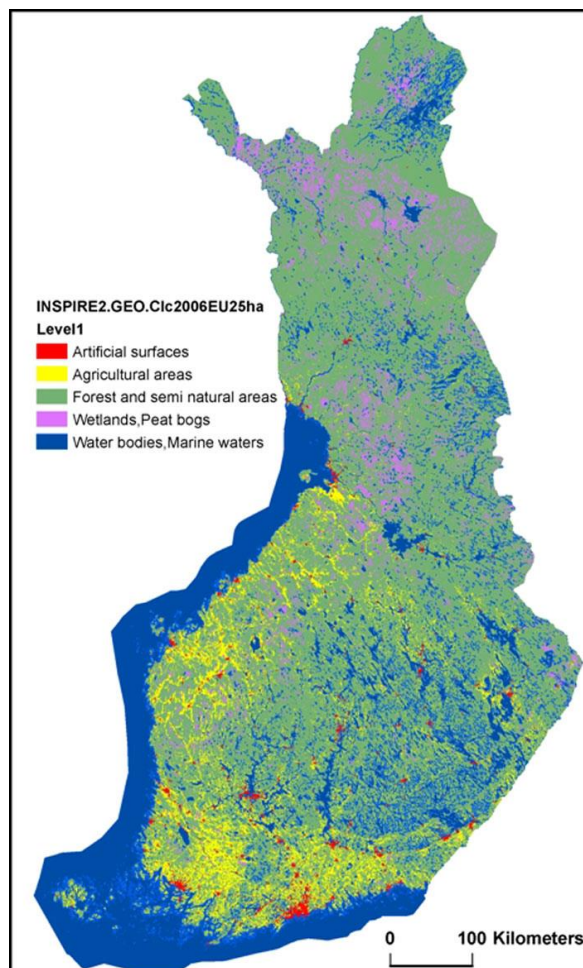 INSPIRE2.GEO.Clc2006EU25ha
Level1
Artificial surfaces
Agricultural areas
Forest and semi natural areas
Wetlands,Peat bogs
Water bodies,Marine waters
0 100 Kilometers